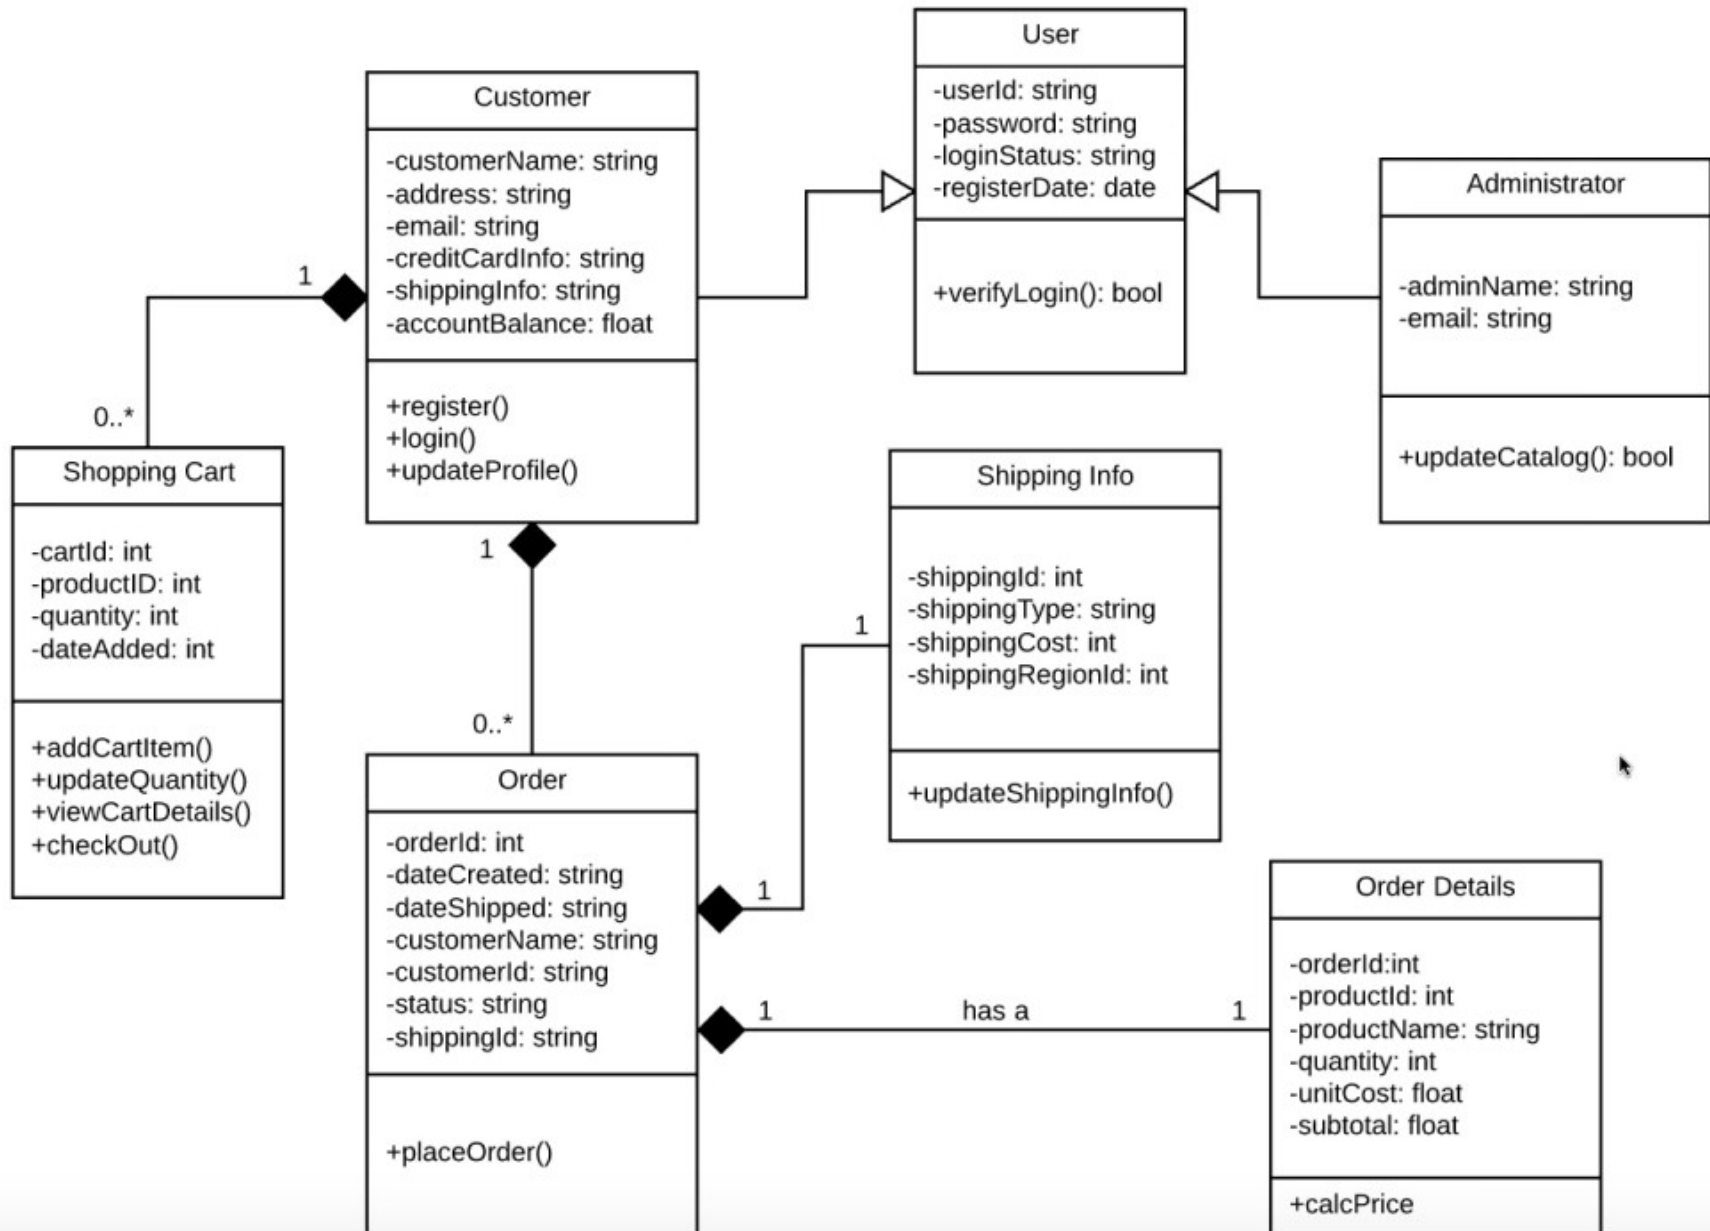 User
-userId: string
-password: string
-loginStatus: string
-registerDate: date
+verifyLogin(): bool
Customer
-customerName: string
-address: string
-email: string
-creditCardInfo: string
-shippingInfo: string
-accountBalance: float
+register()
+login()
+updateProfile()
Administrator
-adminName: string
-email: string
+updateCatalog(): bool
1
0..*
Shopping Cart
-cartId: int
-productID: int
-quantity: int
-dateAdded: int
+addCartItem()
+updateQuantity()
+viewCartDetails()
+checkOut()
1
0..*
Shipping Info
-shippingId: int
-shippingType: string
-shippingCost: int
-shippingRegionId: int
+updateShippingInfo()
1
1
Order
-orderId: int
-dateCreated: string
-dateShipped: string
-customerName: string
-customerId: string
-status: string
-shippingId: string
+placeOrder()
1 has a 1
Order Details
-orderId:int
-productId: int
-productName: string
-quantity: int
-unitCost: float
-subtotal: float
+calcPrice